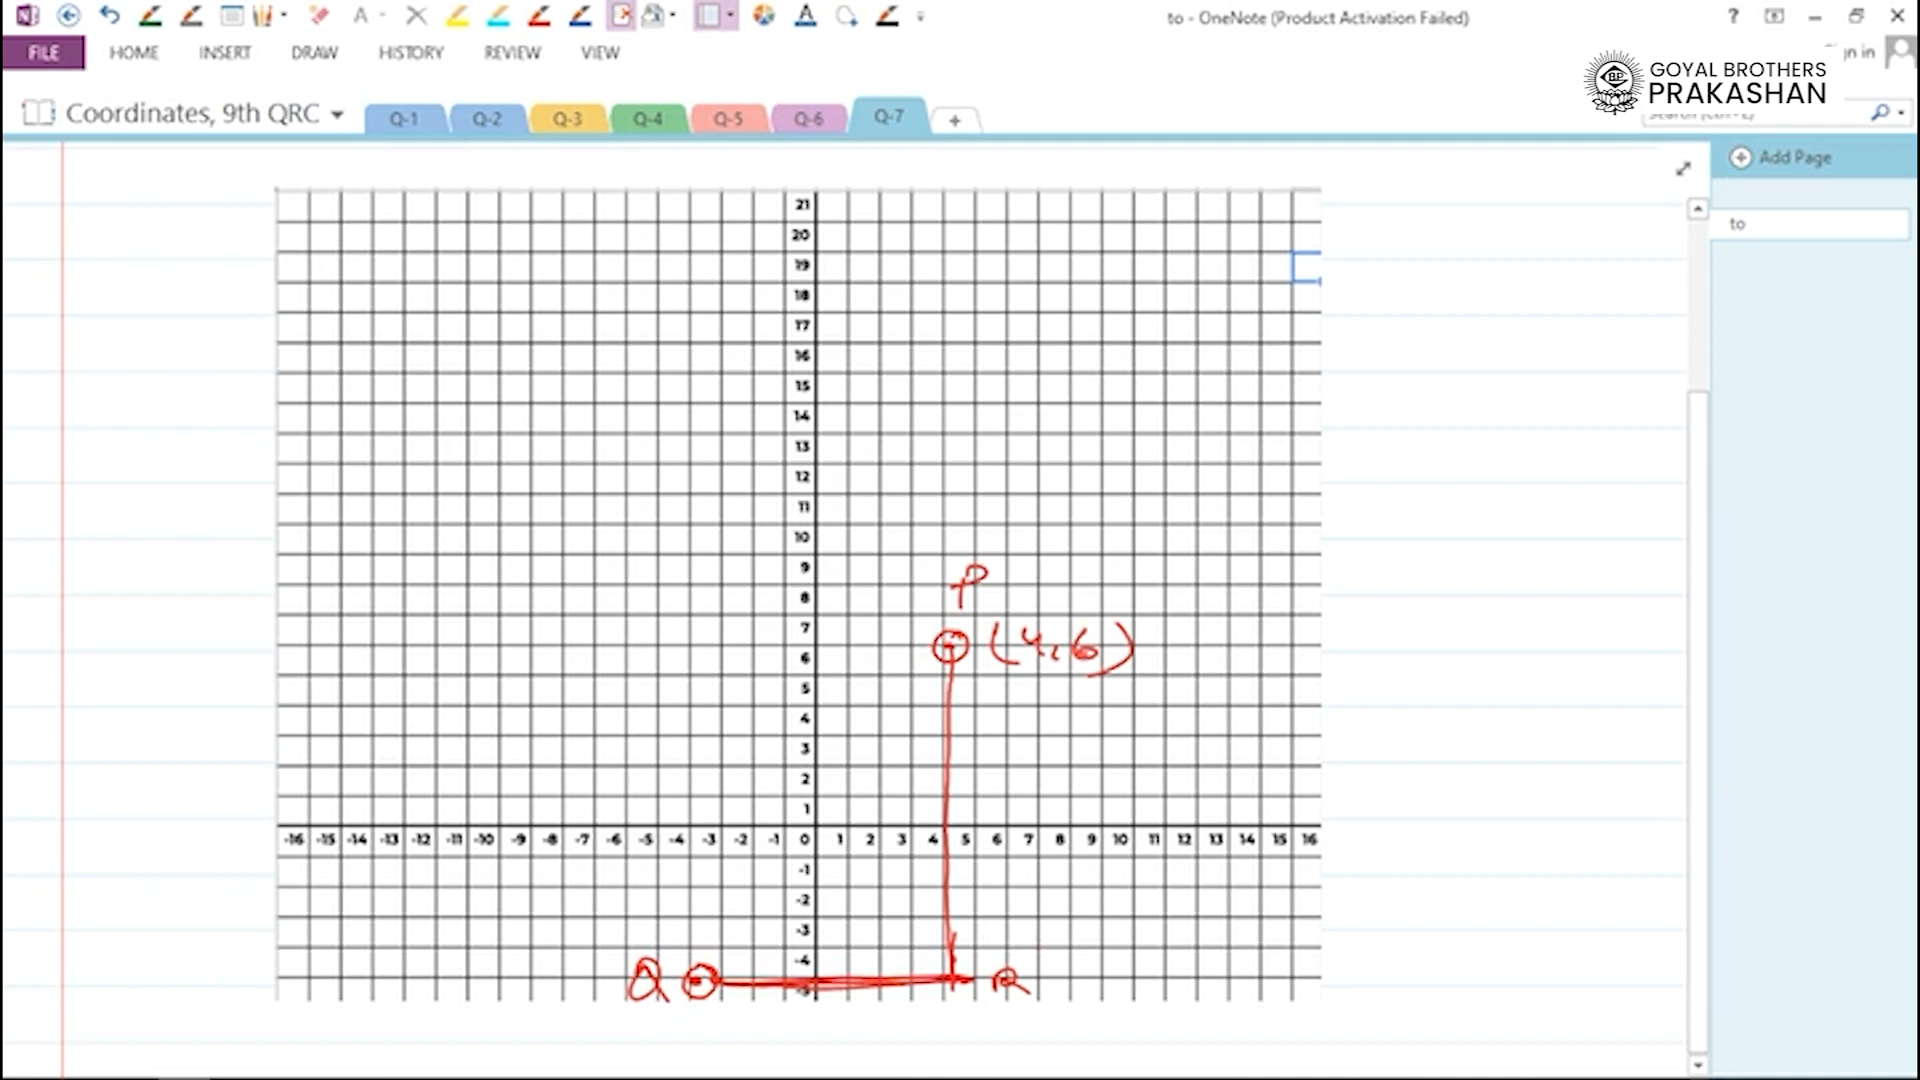 to - OneNote (Product Activation Failed)
FILE HOME INSERT DRAW HISTORY REVIEW VIEW
GOYAL BROTHERS
PRAKASHAN
Coordinates, 9th QRC Q-1 Q-2 Q-3 Q-4 Q-5 Q-6 Q-7 +
Add Page
to
21
20
19
18
17
16
15
14
13
12
11
10
9
8
P
7
(4,6)
6
5
4
3
2
1
-16 -15 -14 -13 -12 -11 -10 -9 -8 -7 -6 -5 -4 -3 -2 -1 0 1 2 3 4 5 6 7 8 9 10 11 12 13 14 15 16
-1
-2
-3
-4
Q R